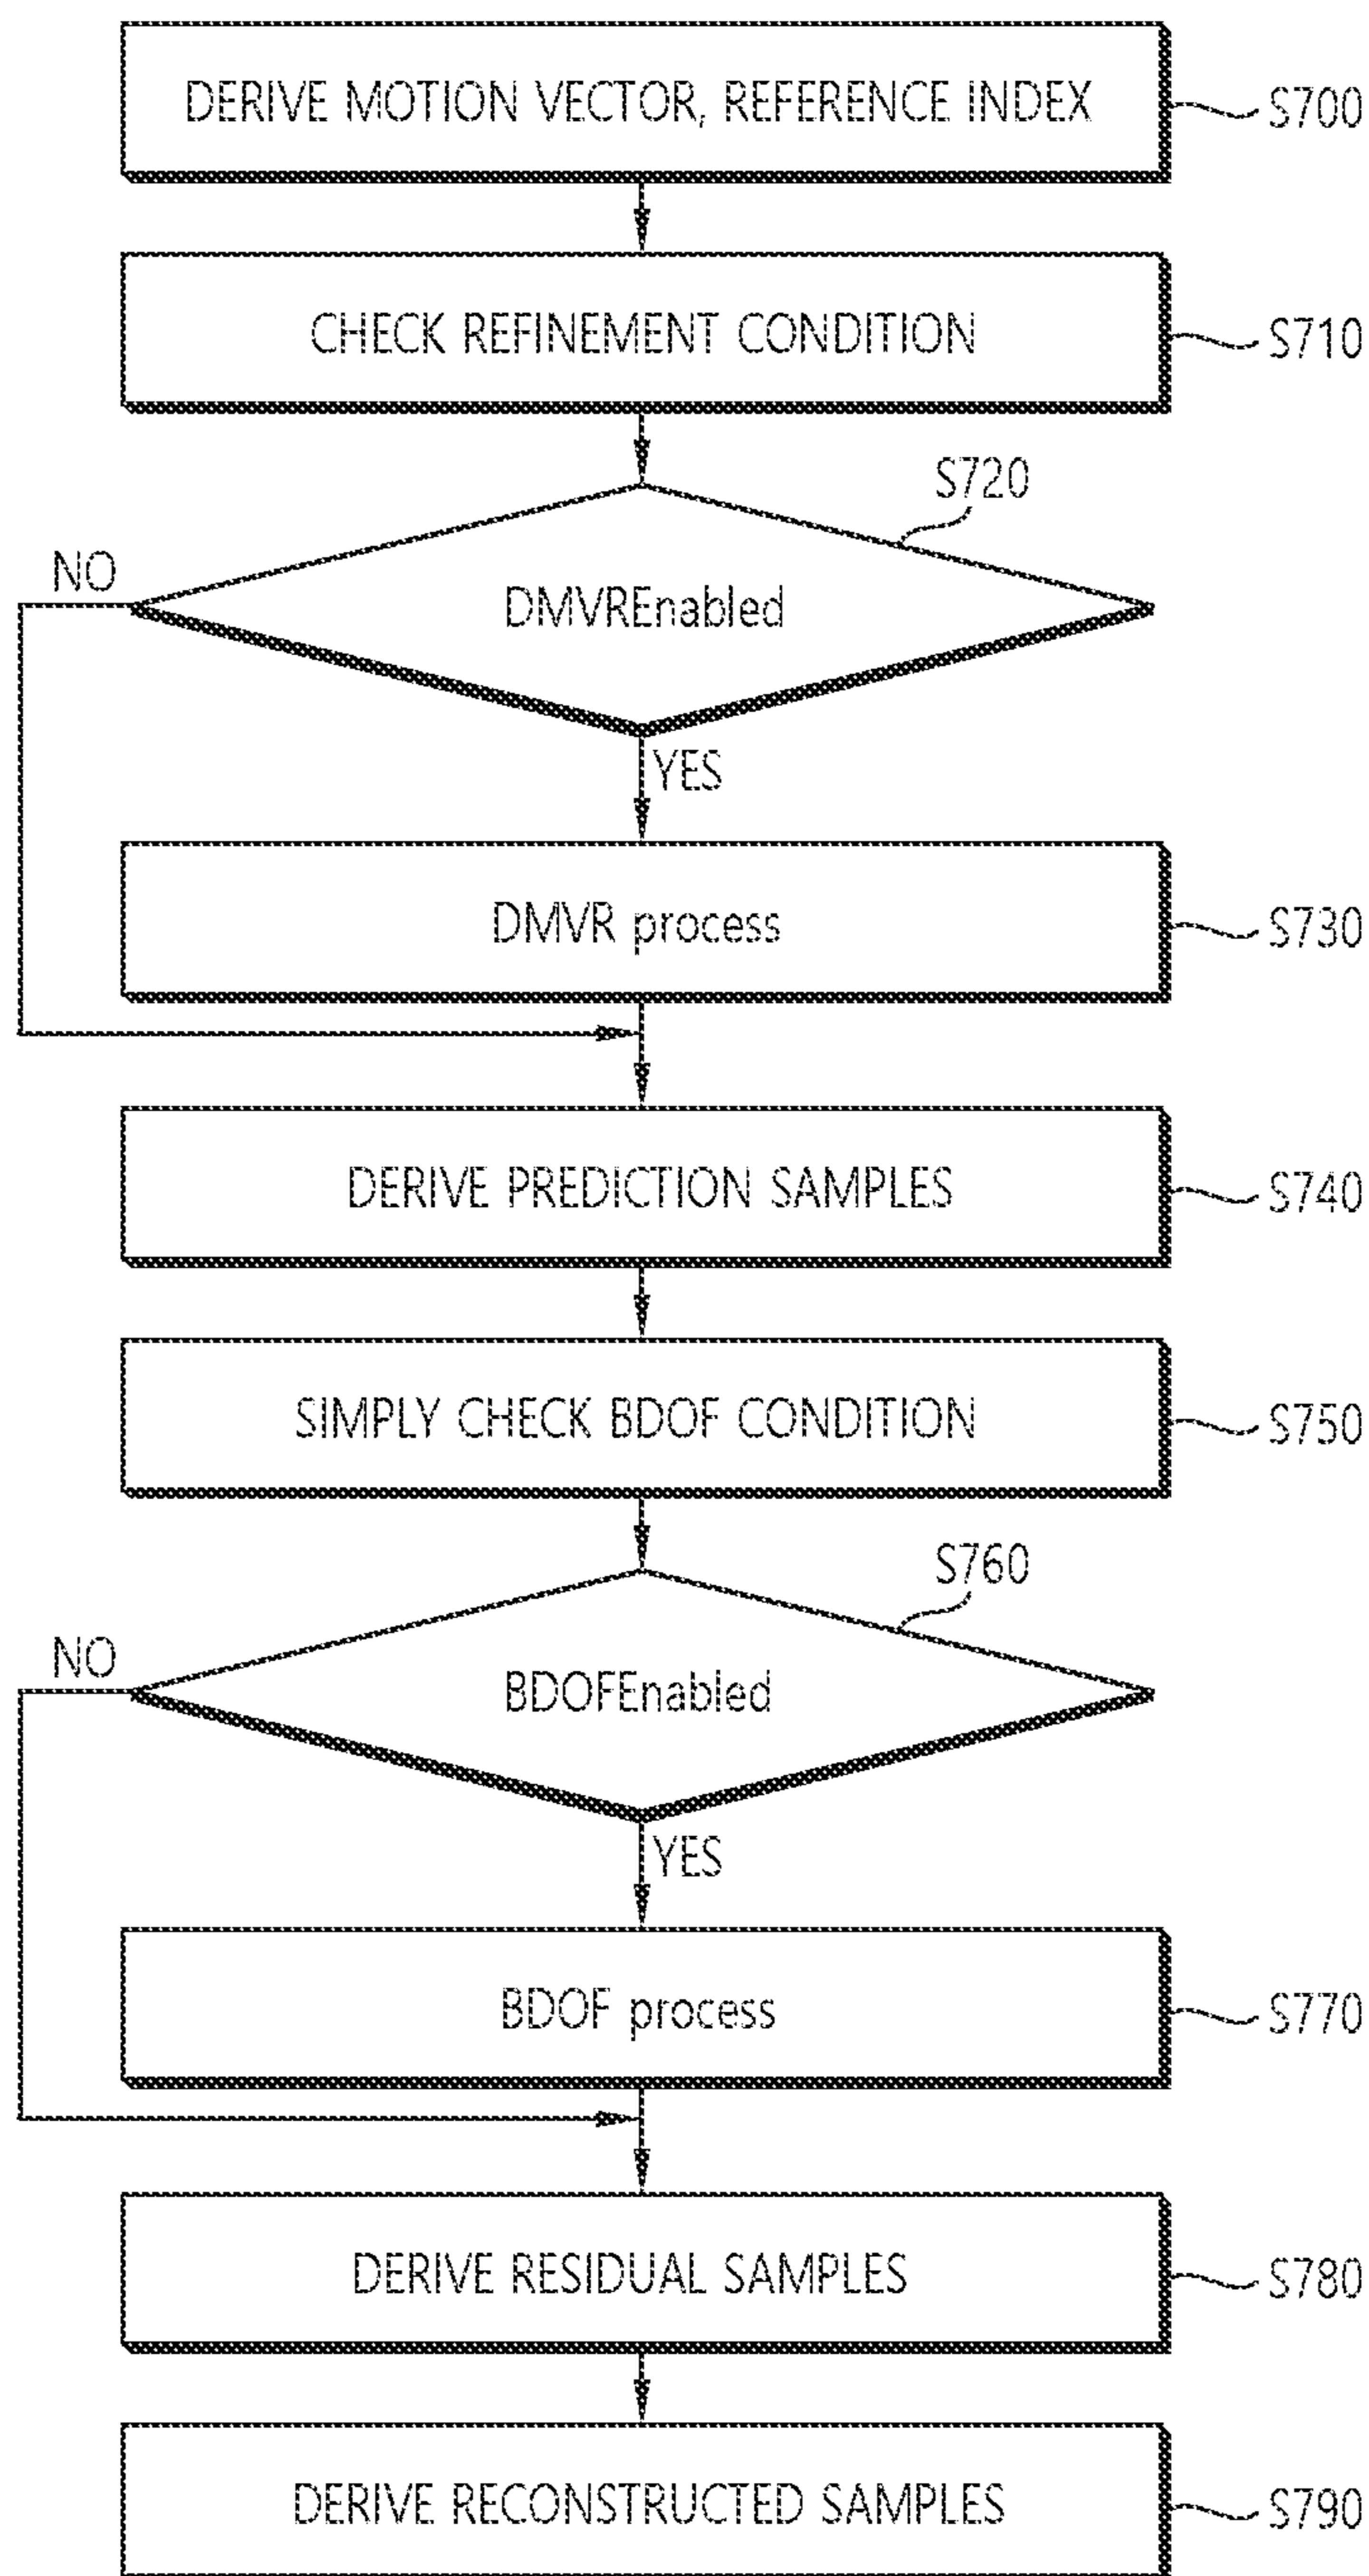 DERIVE MOTION VECTOR, REFERENCE INDEX
S700
CHECK REFINEMENT CONDITION
S710
S720
NO
DMVREnabled
YES
DMVR process
S730
DERIVE PREDICTION SAMPLES
S740
SIMPLY CHECK BDOF CONDITION
S750
S760
NO
BDOFEnabled
YES
BDOF process
S770
DERIVE RESIDUAL SAMPLES
S780
DERIVE RECONSTRUCTED SAMPLES
S790